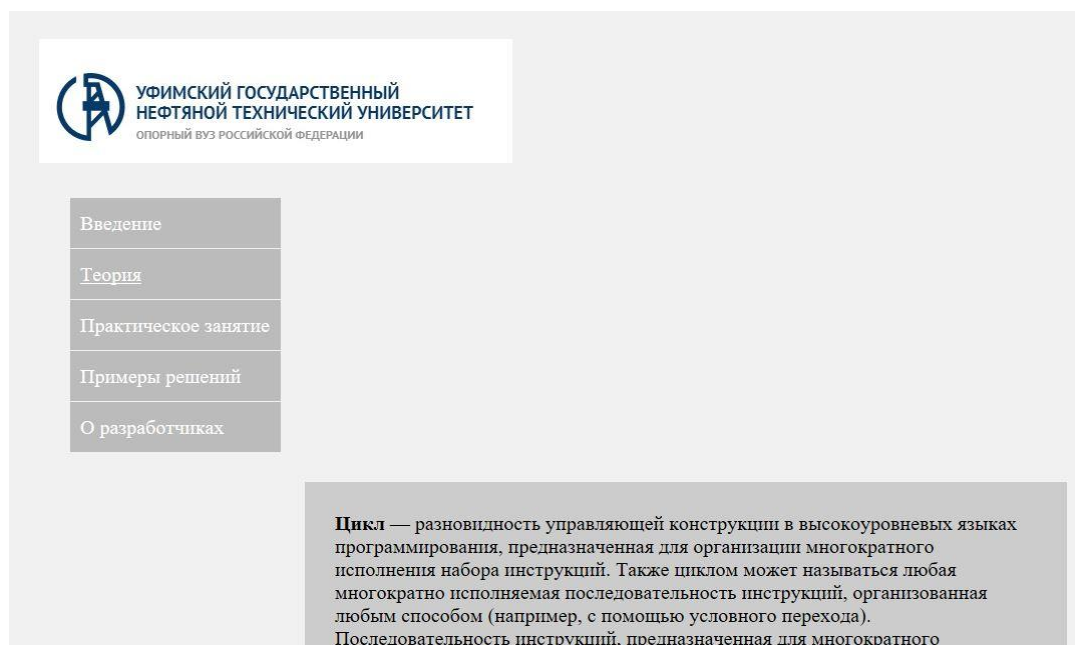 УФИМСКИЙ ГОСУДАРСТВЕННЫЙ
НЕФТЯНОЙ ТЕХНИЧЕСКИЙ УНИВЕРСИТЕТ
ОПОРНЫЙ ВУЗ РОССИЙСКОЙ ФЕДЕРАЦИИ
Введение
Теория
Практическое занятие
Примеры решений
О разработчиках
Цикл — разновидность управляющей конструкции в высокоуровневых языках
программирования, предназначенная для организации многократного
исполнения набора инструкций. Также циклом может называться любая
многократно исполняемая последовательность инструкций, организованная
любым способом (например, с помощью условного перехода).
Последовательность инструкций, предназначенная для многократного